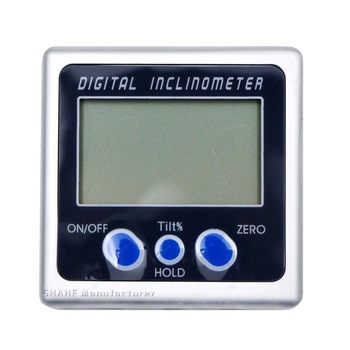 DIGITAL INCLINOMETER
ON/OFF Tilt% ZERO
HOLD
SHANE Manufacturer